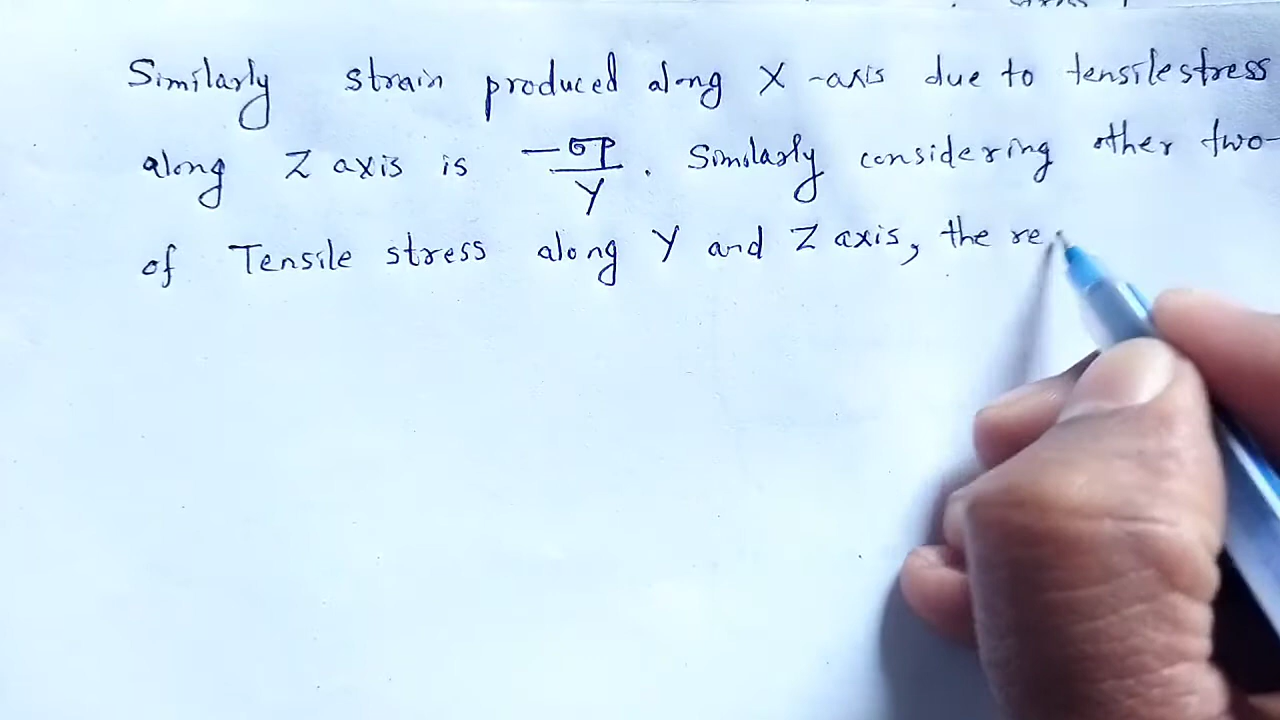 Similarly strain produced along X-axis due to tensile stress
along Z axis is -σP/Y. Similarly considering other two-
of Tensile stress along Y and Z axis, the re